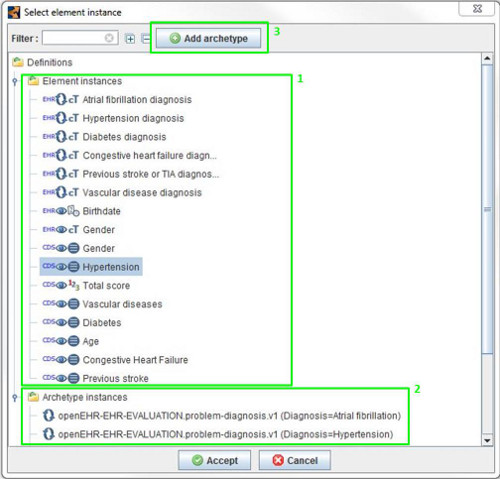 Select element instance
Filter : Add archetype 3
Definitions
Element instances 1
EHR cT Atrial fibrillation diagnosis
EHR cT Hypertension diagnosis
EHR cT Diabetes diagnosis
EHR cT Congestive heart failure diagn...
EHR cT Previous stroke or TIA diagnos...
EHR cT Vascular disease diagnosis
EHR Birthdate
EHR cT Gender
CDS Gender
CDS Hypertension
CDS 123 Total score
CDS Vascular diseases
CDS Diabetes
CDS Age
CDS Congestive Heart Failure
CDS Previous stroke
2
Archetype instances
openEHR-EHR-EVALUATION.problem-diagnosis.v1 (Diagnosis=Atrial fibrillation)
openEHR-EHR-EVALUATION.problem-diagnosis.v1 (Diagnosis=Hypertension)
Accept Cancel